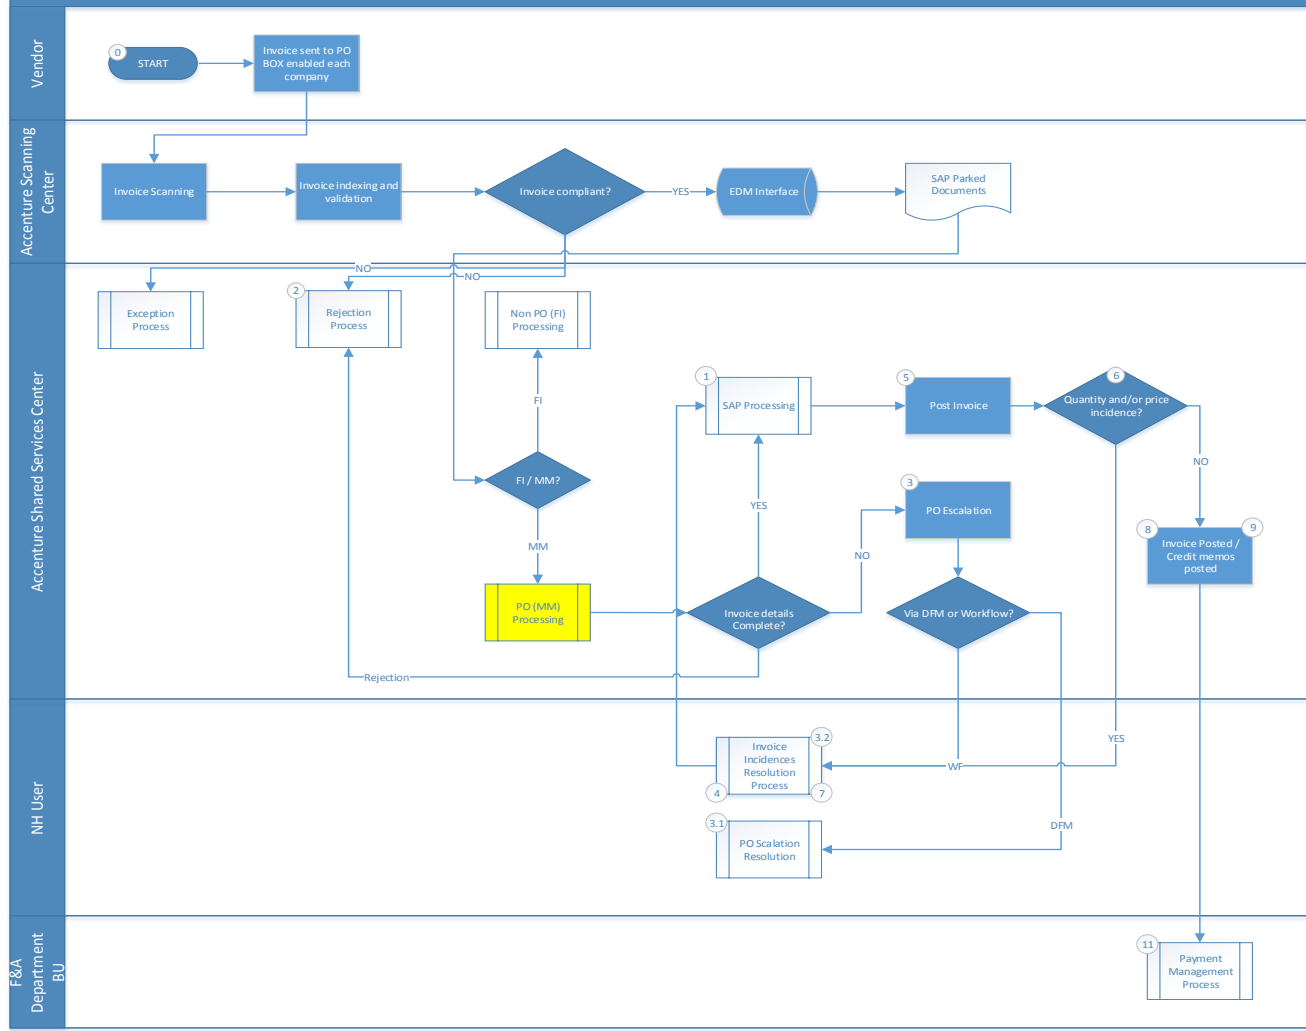 Vendor
0
START
Invoice sent to PO
BOX enabled each
company
Accenture Scanning
Center
Invoice Scanning
Invoice indexing and
validation
Invoice compliant?
YES
EDM Interface
SAP Parked
Documents
NO
NO
Accenture Shared Services Center
Exception
Process
2
Rejection
Process
Non PO (FI)
Processing
FI
FI / MM?
MM
PO (MM)
Processing
1
SAP Processing
5
Post Invoice
6
Quantity and/or price
incidence?
NO
YES
3
PO Escalation
NO
8
9
Invoice Posted /
Credit memos
posted
Invoice details
Complete?
Via DFM or Workflow?
Rejection
NH User
YES
3.2
Invoice
Incidences
Resolution
Process
4
7
WF
3.1
PO Scalation
Resolution
DFM
F&A
Department
BU
11
Payment
Management
Process